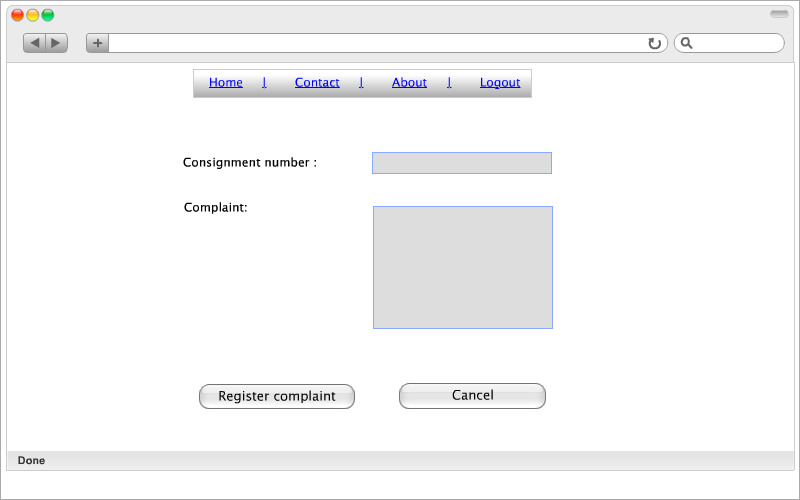 Home | Contact | About | Logout
Consignment number :
Complaint:
Register complaint Cancel
Done